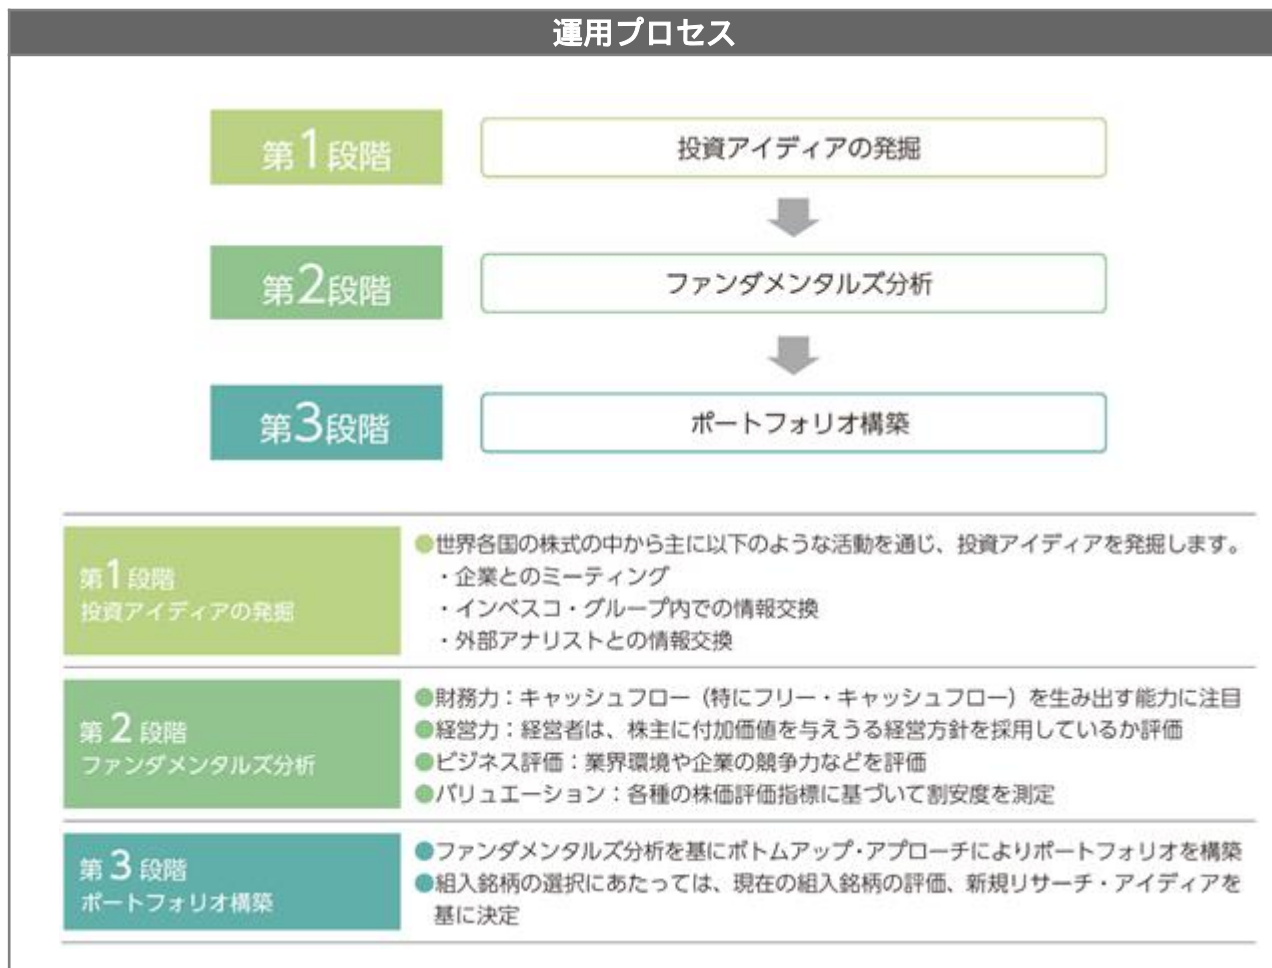 運用プロセス
第1段階
投資アイディアの発掘
第2段階
ファンダメンタルズ分析
第3段階
ポートフォリオ構築
第1段階
投資アイディアの発掘
●世界各国の株式の中から主に以下のような活動を通じ、投資アイディアを発掘します。
・企業とのミーティング
・インベスコ・グループ内での情報交換
・外部アナリストとの情報交換
第2段階
ファンダメンタルズ分析
●財務力：キャッシュフロー（特にフリー・キャッシュフロー）を生み出す能力に注目
●経営力：経営者は、株主に付加価値を与えうる経営方針を採用しているか評価
●ビジネス評価：業界環境や企業の競争力などを評価
●バリュエーション：各種の株価評価指標に基づいて割安度を測定
第3段階
ポートフォリオ構築
●ファンダメンタルズ分析を基にボトムアップ・アプローチによりポートフォリオを構築
●組入銘柄の選択にあたっては、現在の組入銘柄の評価、新規リサーチ・アイディアを
基に決定